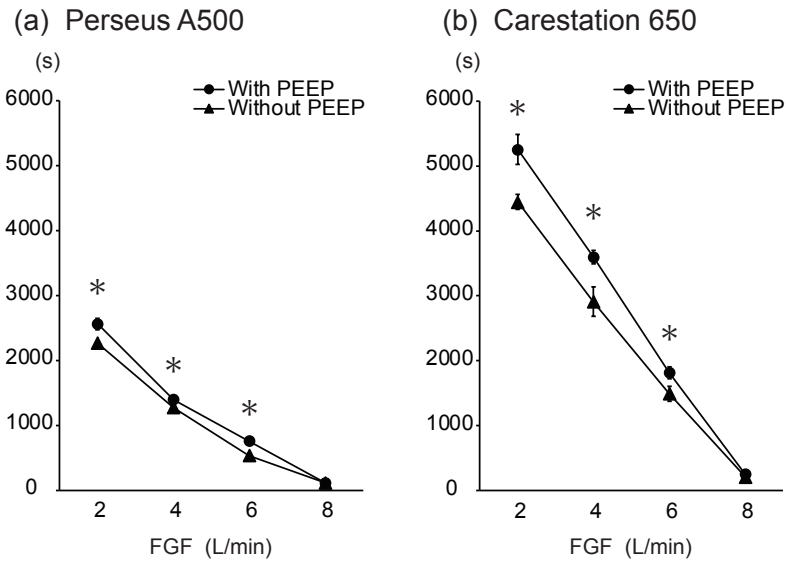 (a) Perseus A500
(s)
With PEEP
Without PEEP
6000
5000
4000
3000
2000
1000
0
*
*
*
2 4 6 8
FGF (L/min)
(b) Carestation 650
(s)
With PEEP
Without PEEP
6000
5000
4000
3000
2000
1000
0
*
*
*
2 4 6 8
FGF (L/min)